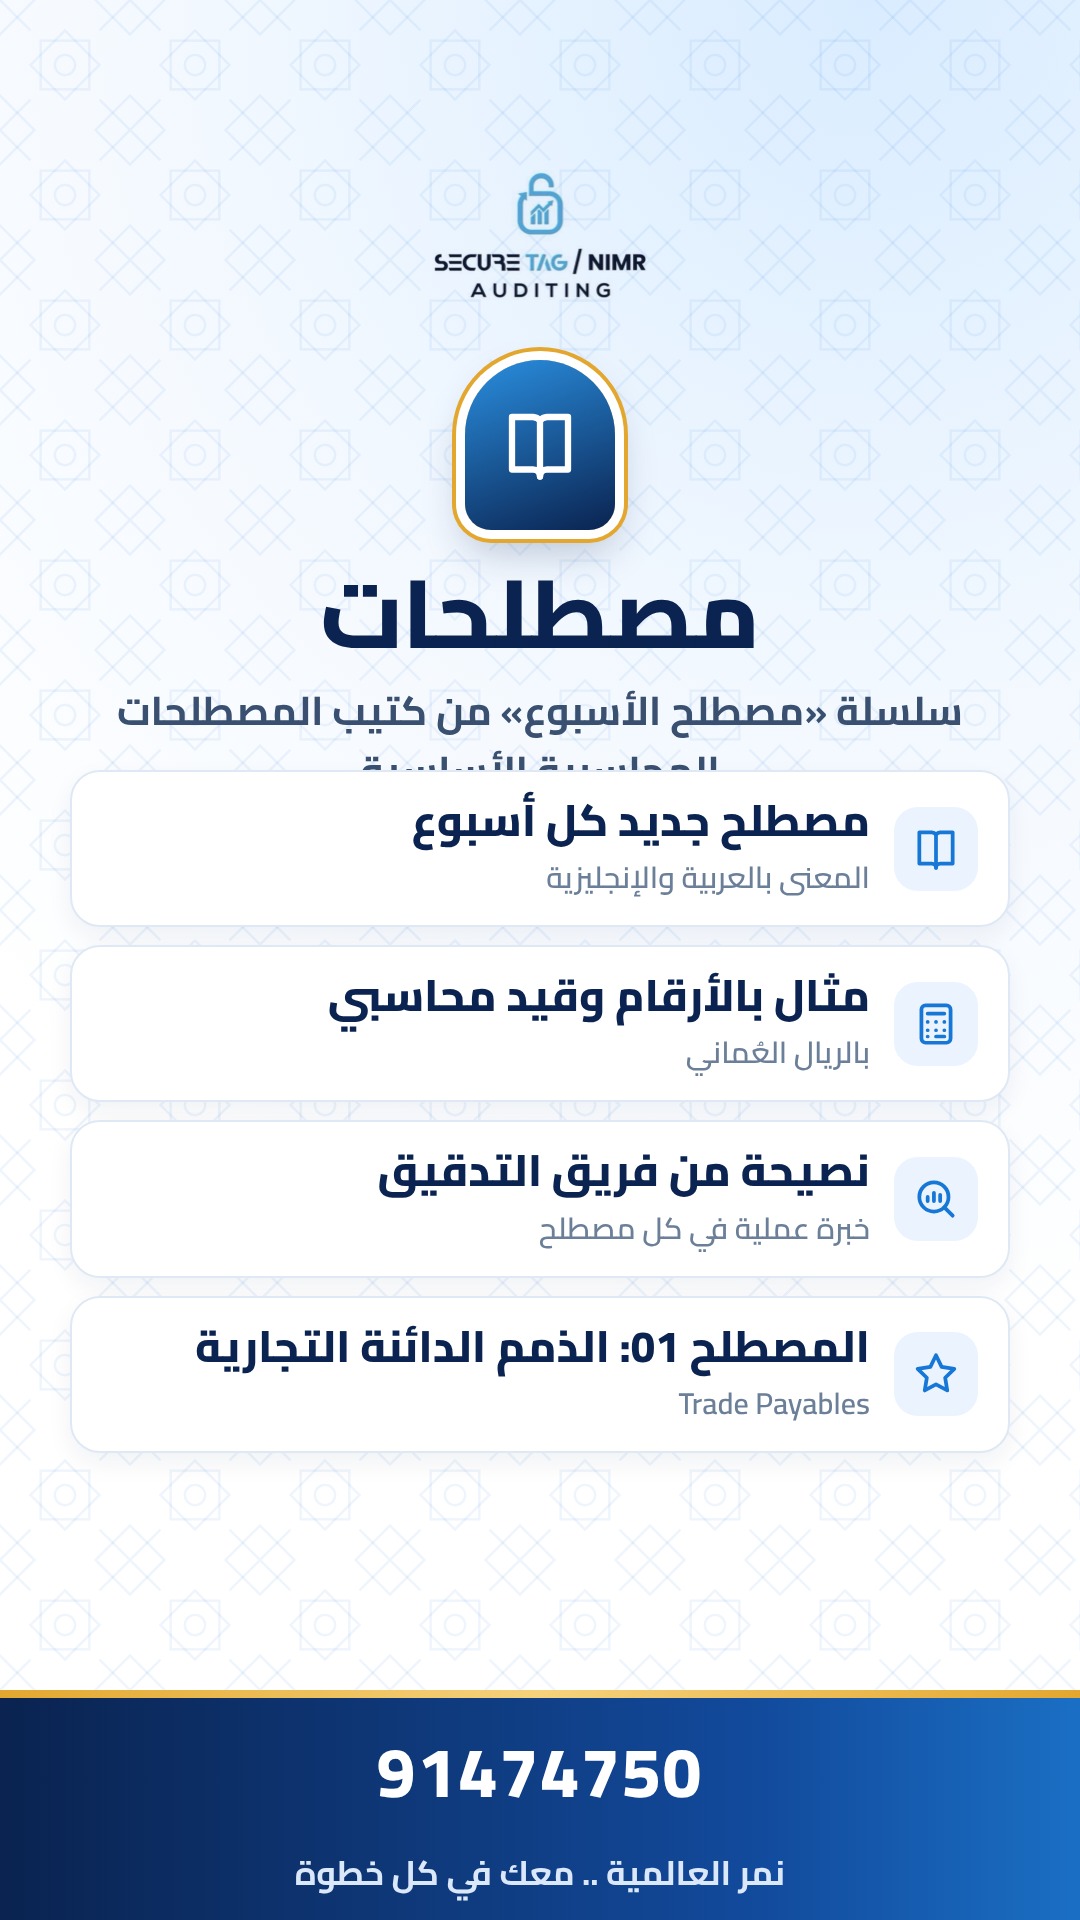 SECURE TAG / NIMR
AUDITING
مصطلحات
سلسلة «مصطلح الأسبوع» من كتيب المصطلحات
المحاسبية الأساسية
مصطلح جديد كل أسبوع
المعنى بالعربية والإنجليزية
مثال بالأرقام وقيد محاسبي
بالريال العُماني
نصيحة من فريق التدقيق
خبرة عملية في كل مصطلح
المصطلح 01: الذمم الدائنة التجارية
Trade Payables
91474750
نمر العالمية .. معك في كل خطوة